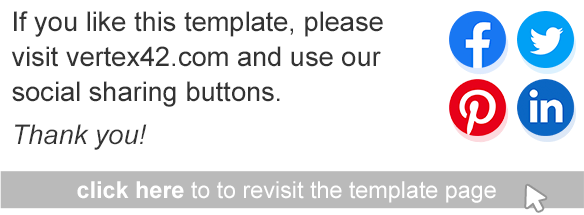 If you like this template, please
visit vertex42.com and use our
social sharing buttons.
Thank you!
click here to to revisit the template page